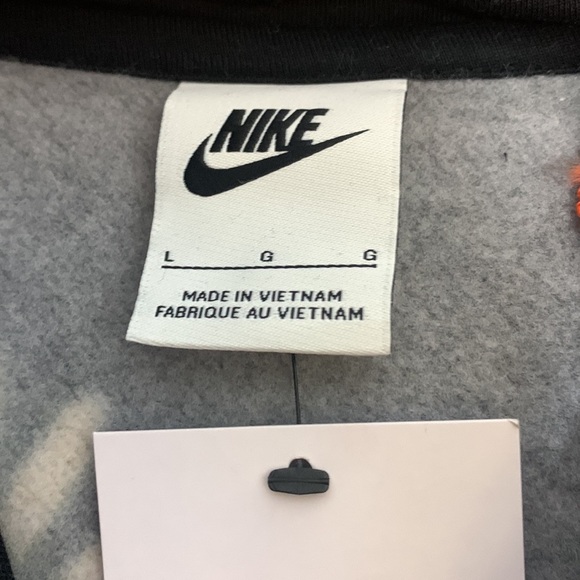 NIKE
L G G
MADE IN VIETNAM
FABRIQUE AU VIETNAM